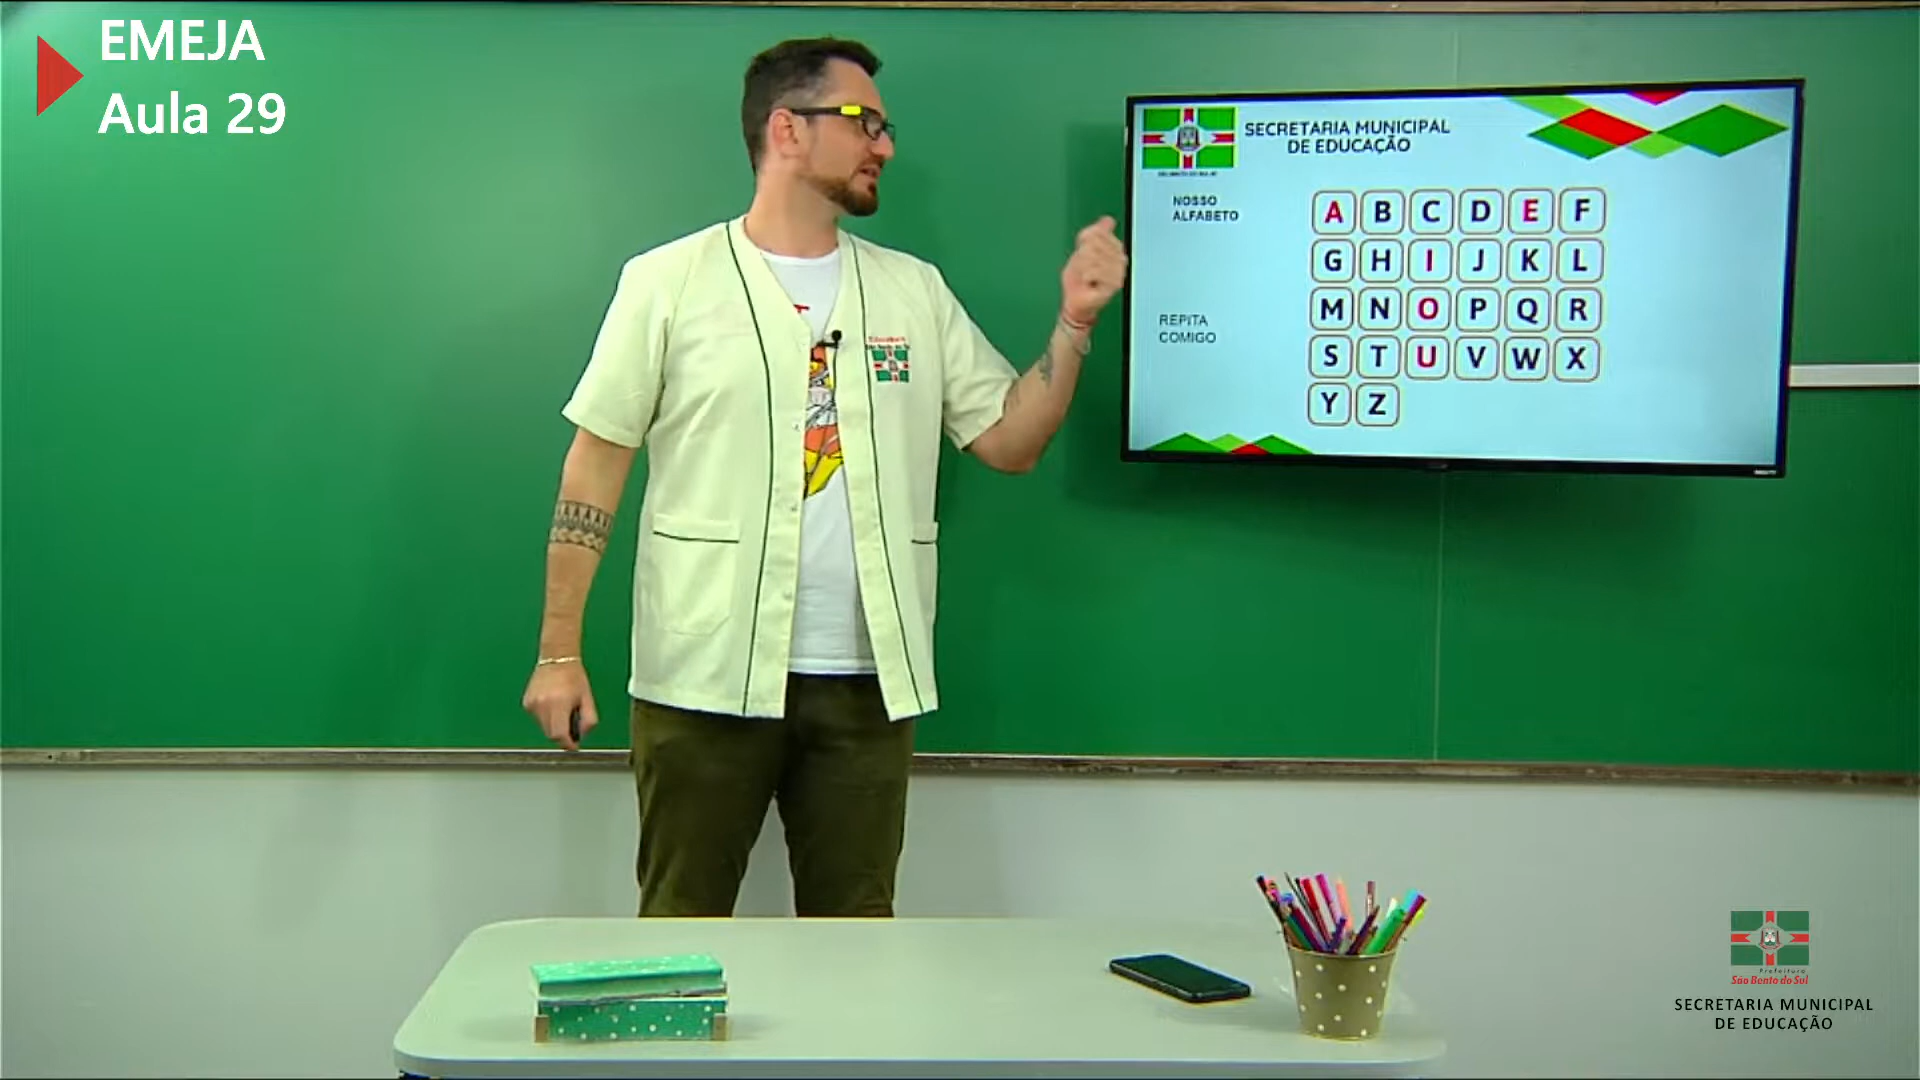 EMEJA
Aula 29
SECRETARIA MUNICIPAL
DE EDUCAÇÃO
NOSSO
ALFABETO
REPITA
COMIGO
A B C D E F
G H I J K L
M N O P Q R
S T U V W X
Y Z
Prefeitura
São Bento do Sul
SECRETARIA MUNICIPAL
DE EDUCAÇÃO